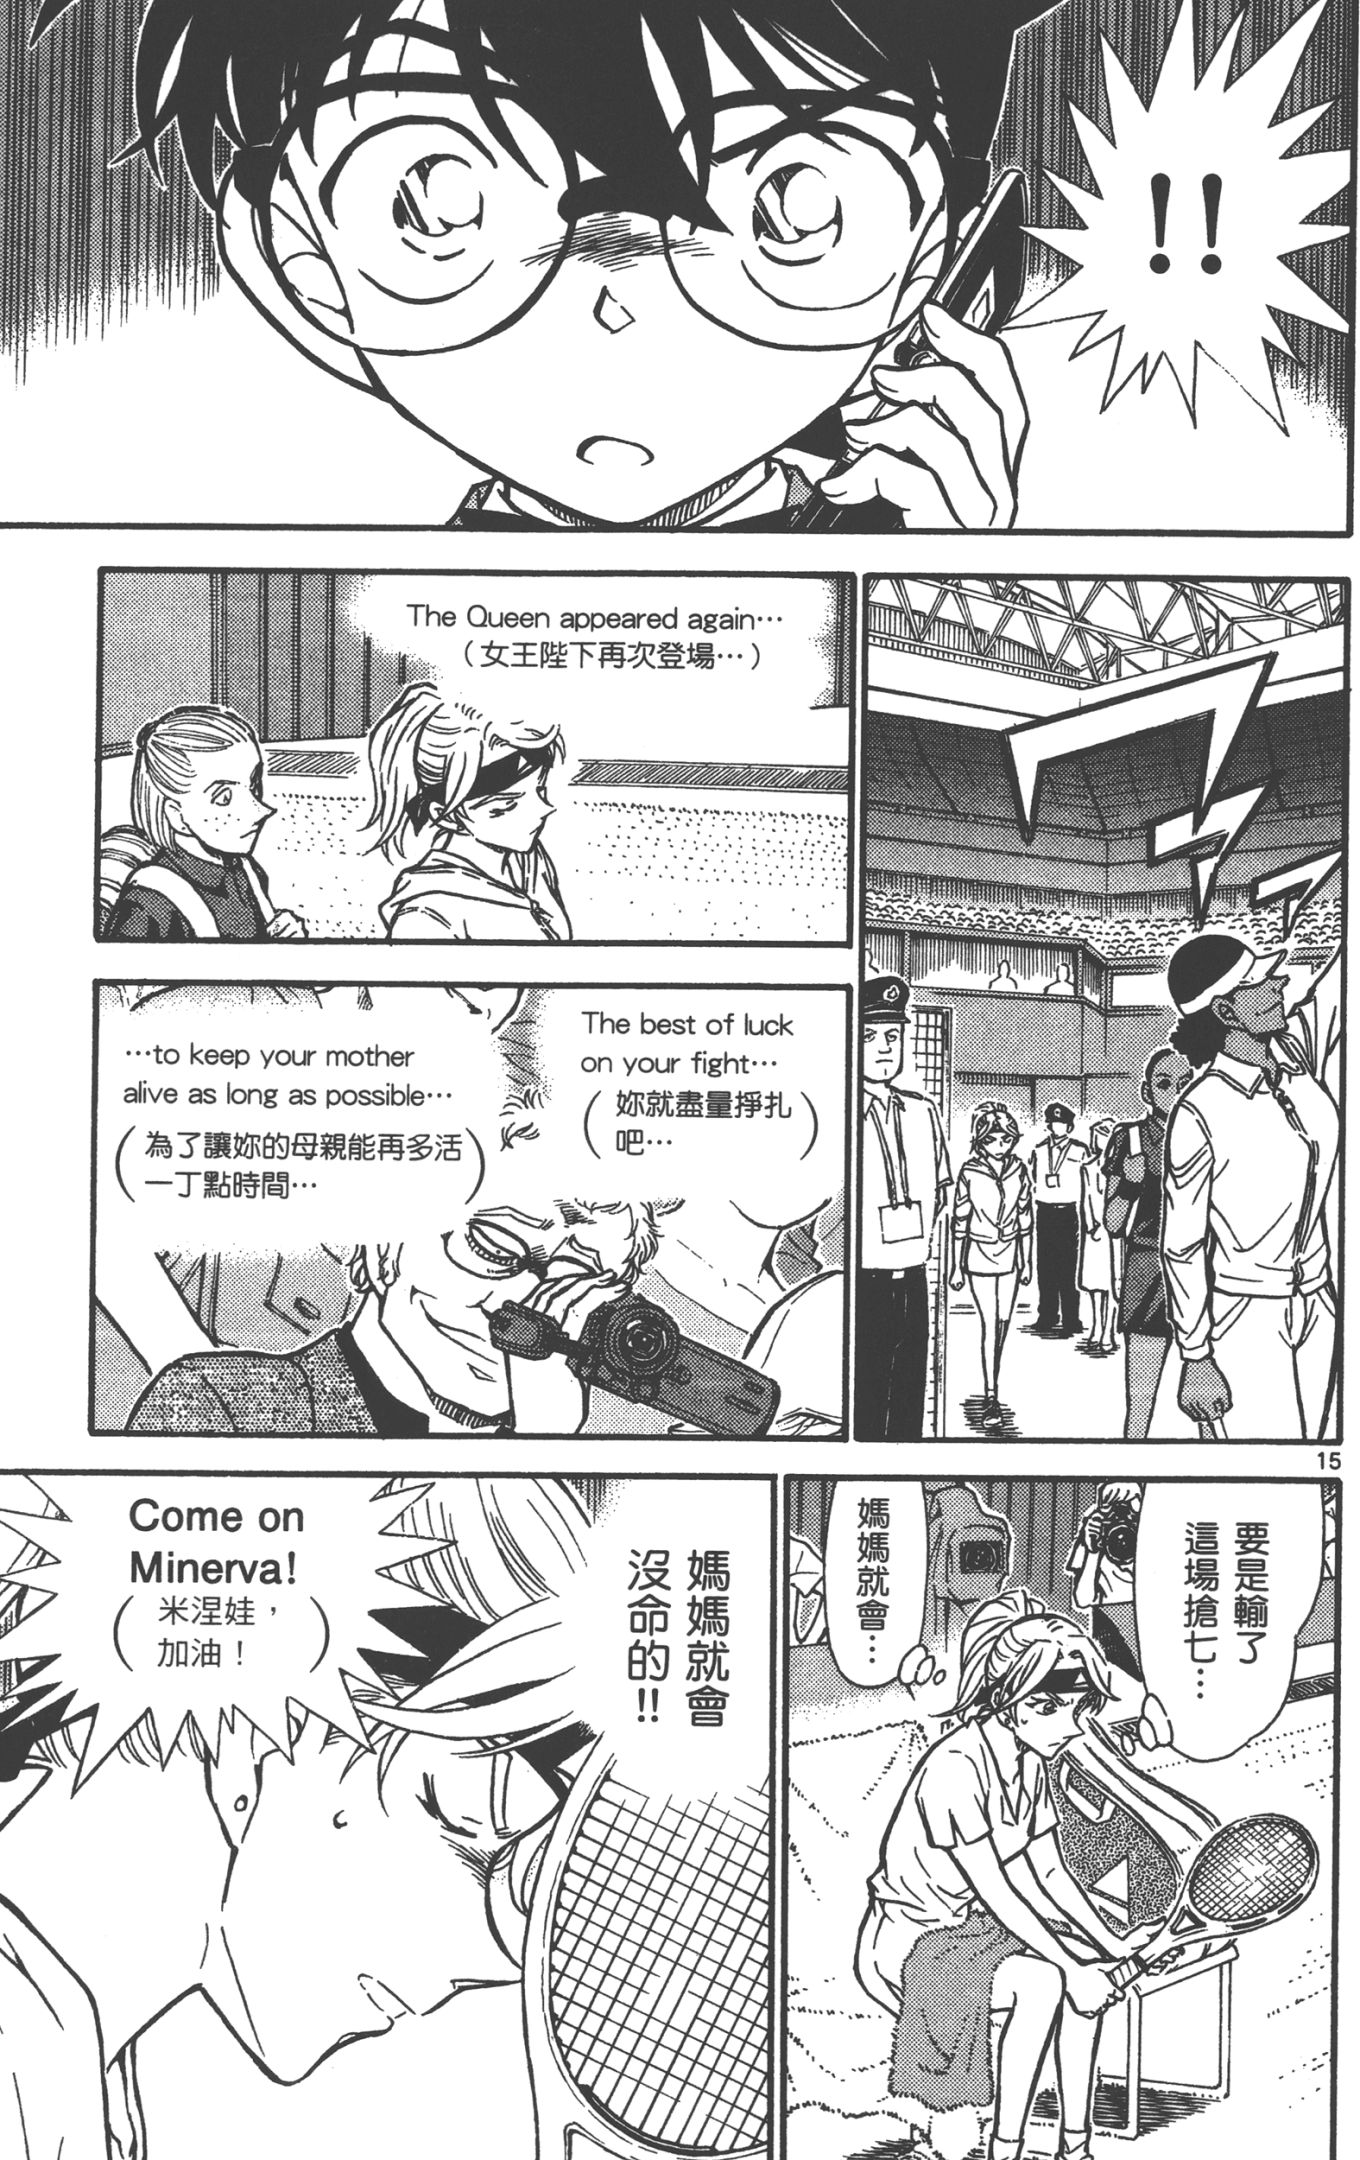 !!
The Queen appeared again…
（女王陛下再次登場…）
The best of luck
on your fight…
（妳就盡量掙扎
吧…）
…to keep your mother
alive as long as possible…
（為了讓妳的母親能再多活
一丁點時間…）
15
要是輸了
這場搶七…
媽媽就會…
媽媽就會
沒命的!!
Come on
Minerva!
（米涅娃，
加油！）